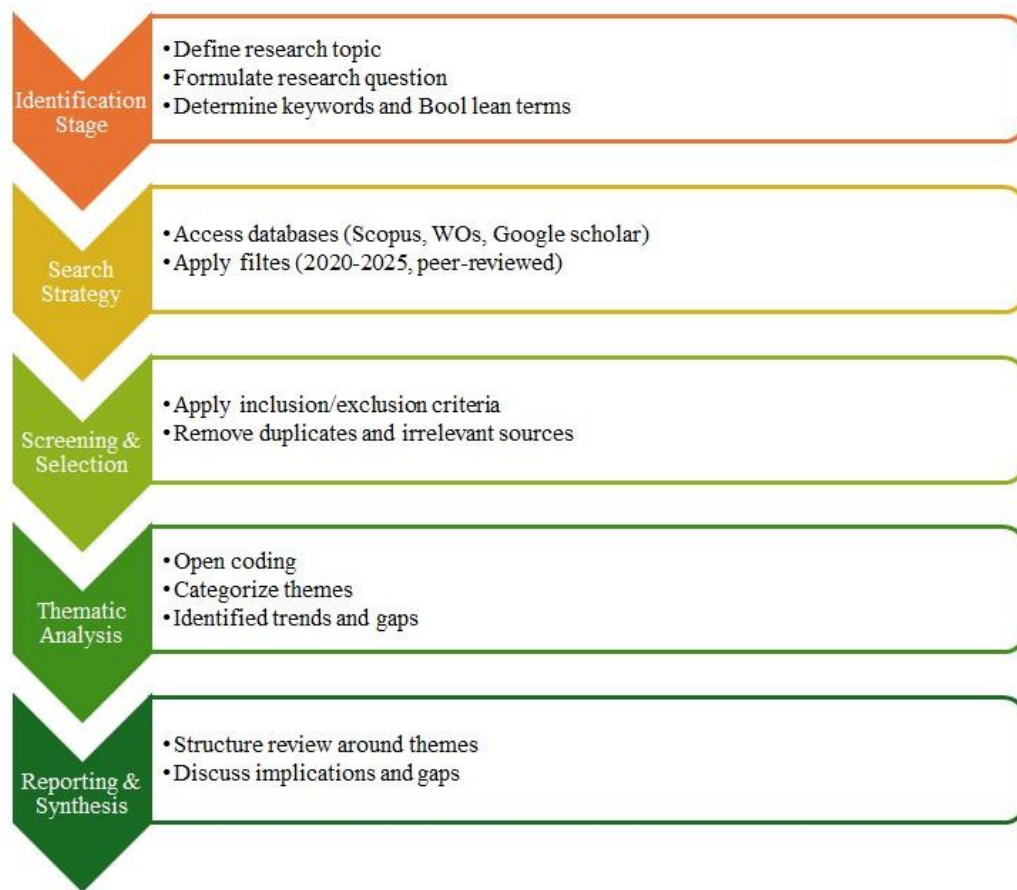 Identification
Stage
•Define research topic
•Formulate research question
•Determine keywords and Bool lean terms
Search
Strategy
•Access databases (Scopus, WOs, Google scholar)
•Apply filtes (2020-2025, peer-reviewed)
Screening &
Selection
•Apply inclusion/exclusion criteria
•Remove duplicates and irrelevant sources
Thematic
Analysis
•Open coding
•Categorize themes
•Identified trends and gaps
Reporting &
Synthesis
•Structure review around themes
•Discuss implications and gaps